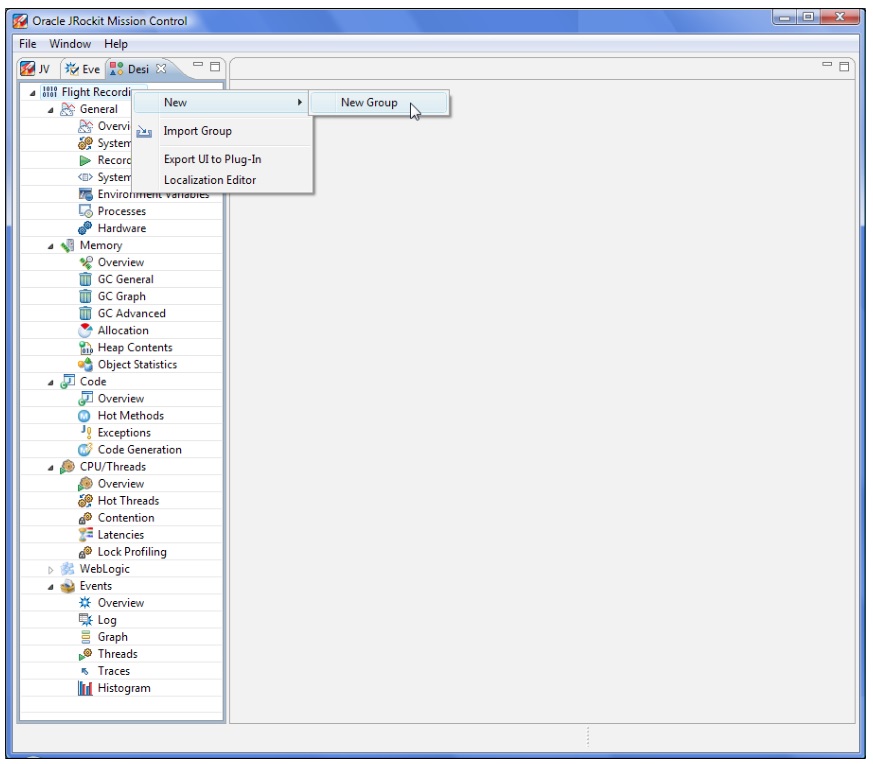 Oracle JRockit Mission Control
File Window Help
JV Eve Desi
Flight Recordi
New
New Group
General
Overvi
Import Group
System
Record
Export UI to Plug-In
System
Localization Editor
Environment Variables
Processes
Hardware
Memory
Overview
GC General
GC Graph
GC Advanced
Allocation
Heap Contents
Object Statistics
Code
Overview
Hot Methods
Exceptions
Code Generation
CPU/Threads
Overview
Hot Threads
Contention
Latencies
Lock Profiling
WebLogic
Events
Overview
Log
Graph
Threads
Traces
Histogram